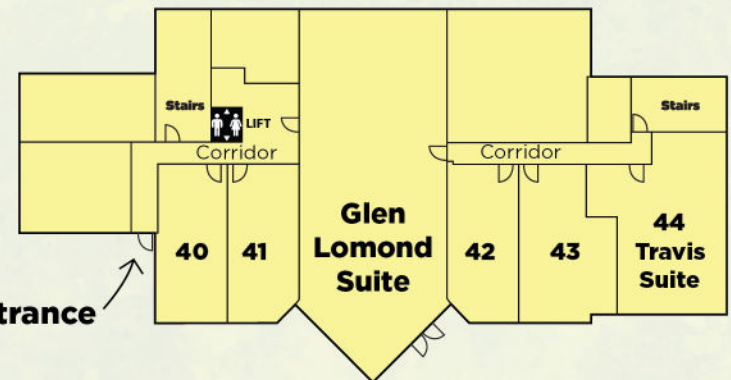 Stairs
LIFT
Corridor
40
41
Glen
Lomond
Suite
Corridor
Stairs
42
43
44
Travis
Suite
trance